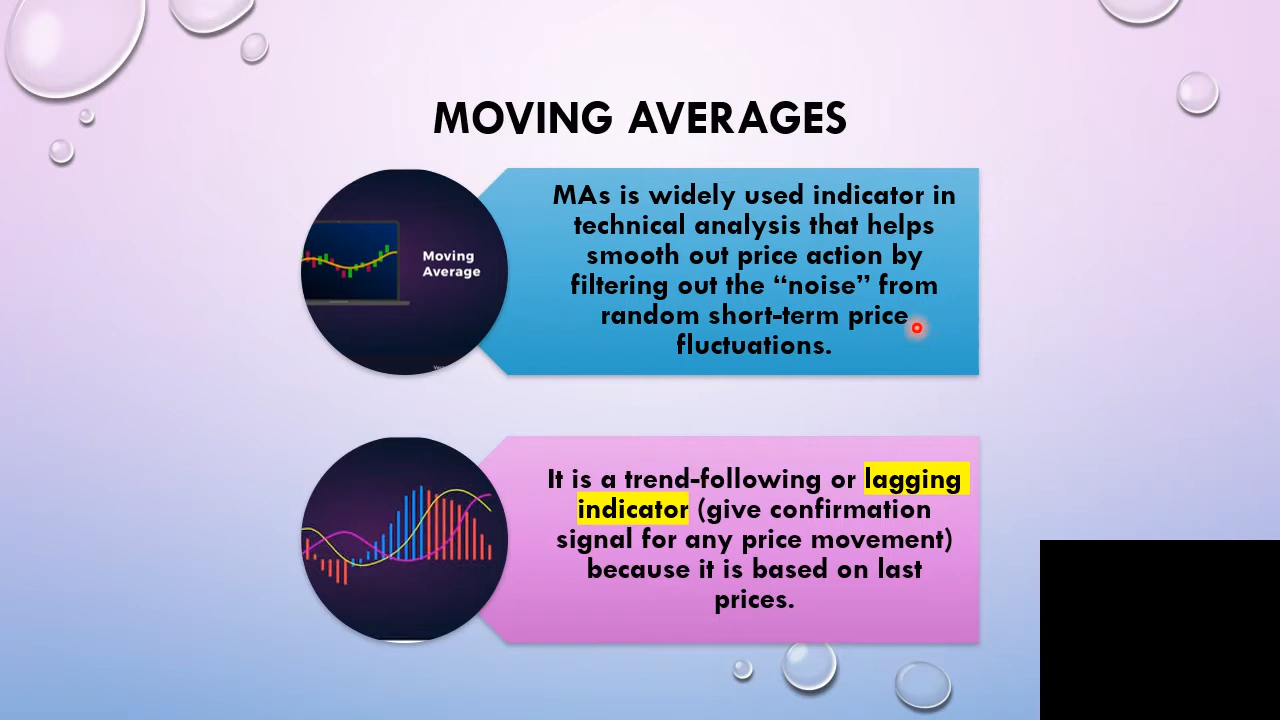 MOVING AVERAGES
Moving
Average
MAs is widely used indicator in
technical analysis that helps
smooth out price action by
filtering out the “noise” from
random short-term price
fluctuations.
It is a trend-following or lagging
indicator (give confirmation
signal for any price movement)
because it is based on last
prices.